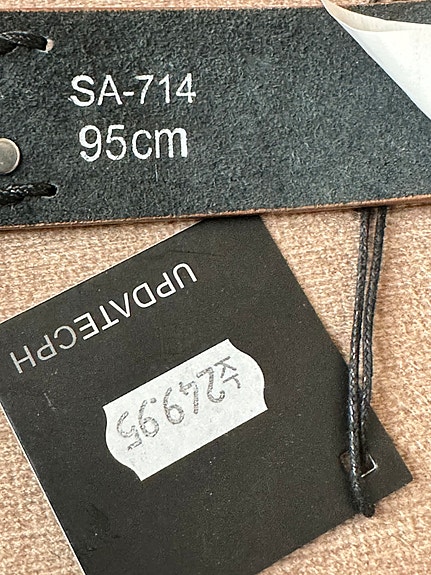 SA-714
95cm
UPDATECPH
kr
249.95